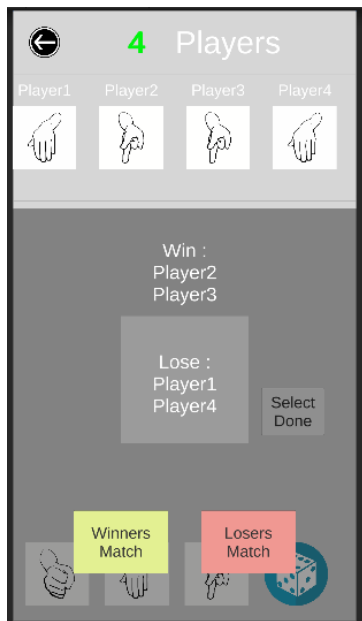 4 Players
Player1 Player2 Player3 Player4
Win :
Player2
Player3
Lose :
Player1
Player4
Select
Done
Winners
Match
Losers
Match